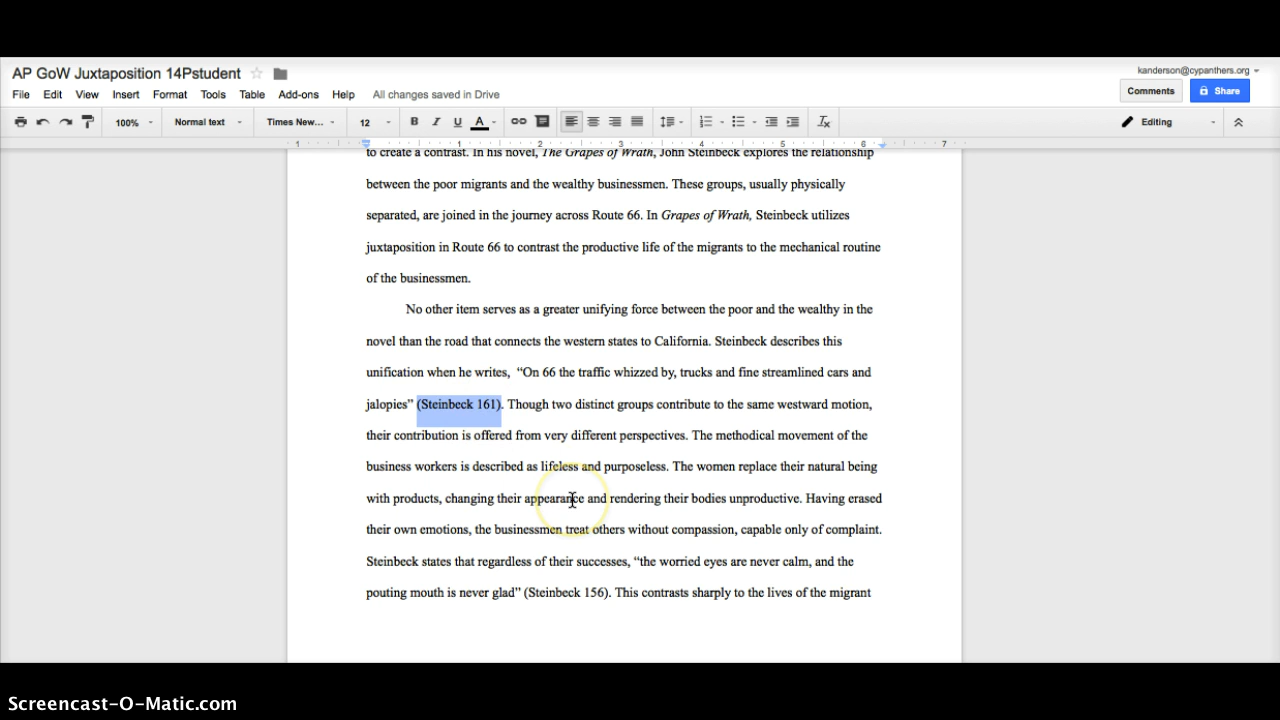 AP GoW Juxtaposition 14Pstudent
kanderson@cypanthers.org
File Edit View Insert Format Tools Table Add-ons Help All changes saved in Drive
Comments Share
100% Normal text Times New... 12 B I U A Editing
1 1 2 3 4 5 6 7
to create a contrast. In his novel, The Grapes of Wrath, John Steinbeck explores the relationship
between the poor migrants and the wealthy businessmen. These groups, usually physically
separated, are joined in the journey across Route 66. In Grapes of Wrath, Steinbeck utilizes
juxtaposition in Route 66 to contrast the productive life of the migrants to the mechanical routine
of the businessmen.
No other item serves as a greater unifying force between the poor and the wealthy in the
novel than the road that connects the western states to California. Steinbeck describes this
unification when he writes,  “On 66 the traffic whizzed by, trucks and fine streamlined cars and
jalopies” (Steinbeck 161). Though two distinct groups contribute to the same westward motion,
their contribution is offered from very different perspectives. The methodical movement of the
business workers is described as lifeless and purposeless. The women replace their natural being
with products, changing their appearance and rendering their bodies unproductive. Having erased
their own emotions, the businessmen treat others without compassion, capable only of complaint.
Steinbeck states that regardless of their successes, “the worried eyes are never calm, and the
pouting mouth is never glad” (Steinbeck 156). This contrasts sharply to the lives of the migrant
Screencast-O-Matic.com